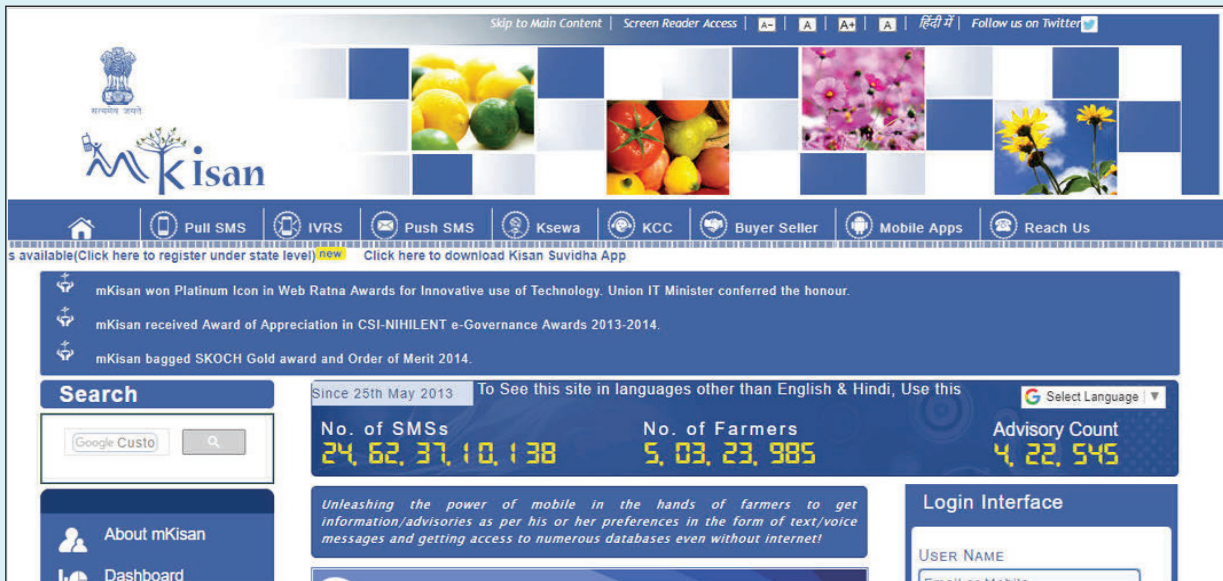 Skip to Main Content | Screen Reader Access | A- | A | A+ | A | हिंदी में | Follow us on Twitter
सत्यमेव जयते
mKisan
Pull SMS | IVRS | Push SMS | Ksewa | KCC | Buyer Seller | Mobile Apps | Reach Us
s available(Click here to register under state level) new Click here to download Kisan Suvidha App
mKisan won Platinum Icon in Web Ratna Awards for Innovative use of Technology. Union IT Minister conferred the honour.
mKisan received Award of Appreciation in CSI-NIHILENT e-Governance Awards 2013-2014.
mKisan bagged SKOCH Gold award and Order of Merit 2014.
Search
Google Custo
Since 25th May 2013 To See this site in languages other than English & Hindi, Use this
G Select Language ▼
No. of SMSs No. of Farmers Advisory Count
24, 62, 37, 10, 138 5, 03, 23, 985 4, 22, 545
Unleashing the power of mobile in the hands of farmers to get
information/advisories as per his or her preferences in the form of text/voice
messages and getting access to numerous databases even without internet!
About mKisan
Dashboard
Login Interface
USER NAME
Email or Mobile